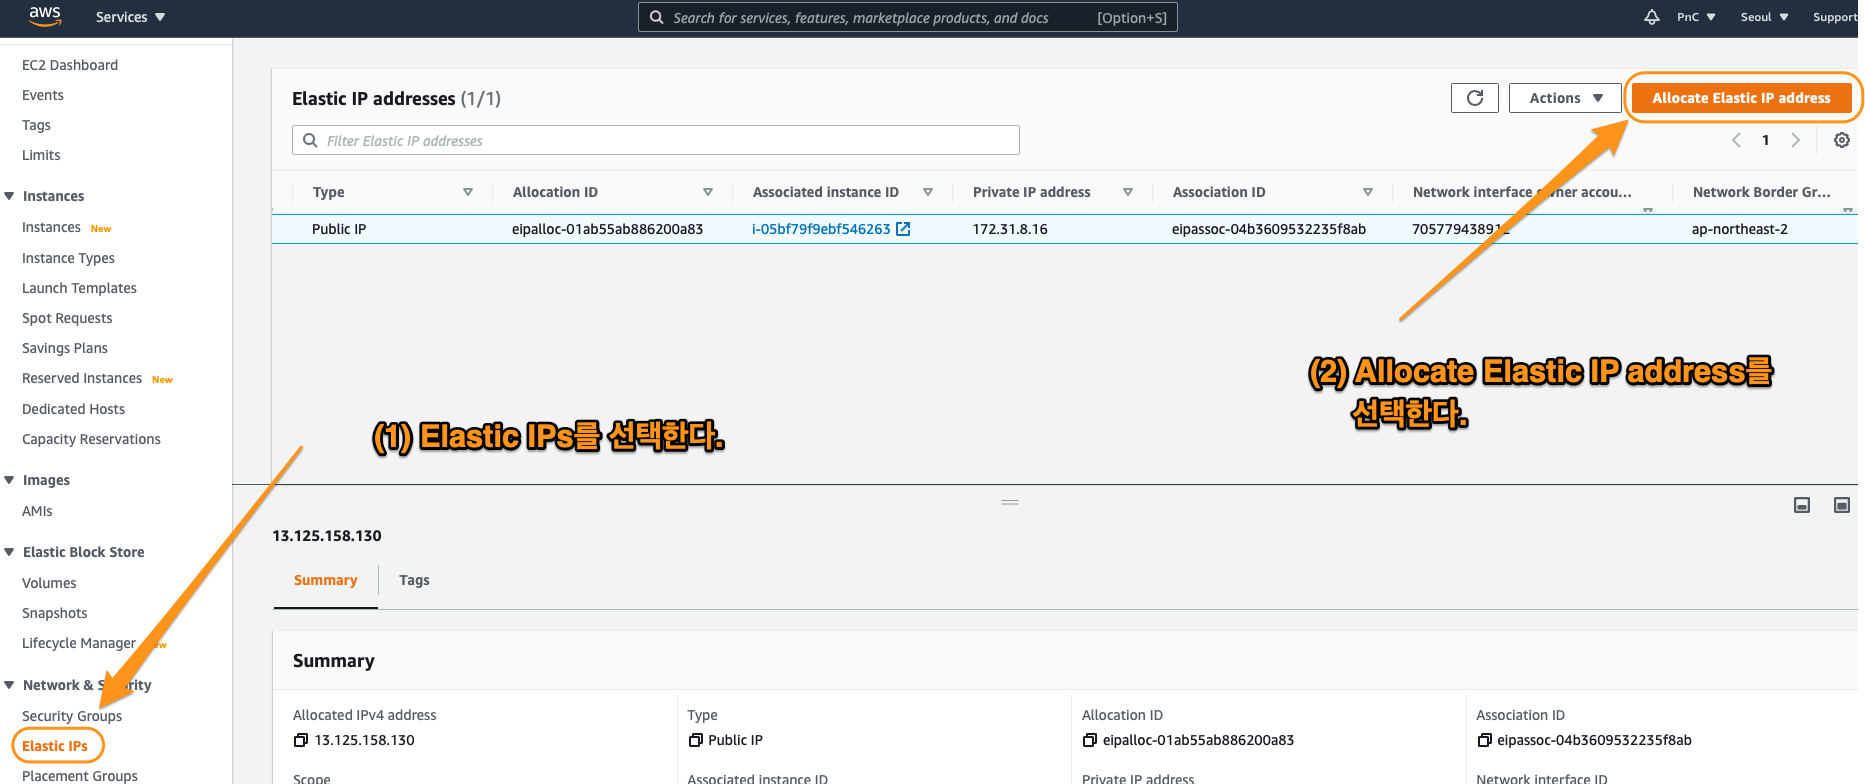 aws
Services
Search for services, features, marketplace products, and docs
[Option+S]
PnC
Seoul
Support
EC2 Dashboard
Events
Tags
Limits
Instances
Instances New
Instance Types
Launch Templates
Spot Requests
Savings Plans
Reserved Instances New
Dedicated Hosts
Capacity Reservations
Images
AMIs
Elastic Block Store
Volumes
Snapshots
Lifecycle Manager
Network & Security
Security Groups
Elastic IPs
Placement Groups
Elastic IP addresses (1/1)
Actions
Allocate Elastic IP address
Filter Elastic IP addresses
1
Type
Allocation ID
Associated instance ID
Private IP address
Association ID
Network interface owner accou...
Network Border Gr...
Public IP
eipalloc-01ab55ab886200a83
i-05bf79f9ebf546263
172.31.8.16
eipassoc-04b3609532235f8ab
705779438912
ap-northeast-2
(2) Allocate Elastic IP address를
선택한다.
(1) Elastic IPs를 선택한다.
13.125.158.130
Summary
Tags
Summary
Allocated IPv4 address
13.125.158.130
Type
Public IP
Allocation ID
eipalloc-01ab55ab886200a83
Association ID
eipassoc-04b3609532235f8ab
Scope
Associated instance ID
Private IP address
Network interface ID